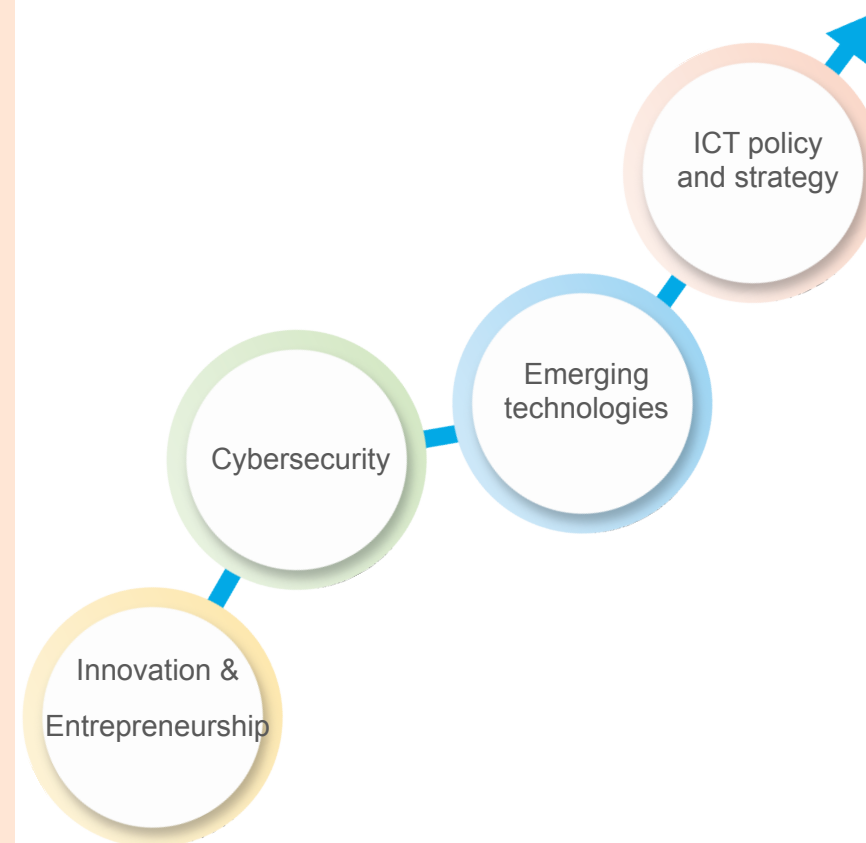 ICT policy
and strategy
Emerging
technologies
Cybersecurity
Innovation &
Entrepreneurship